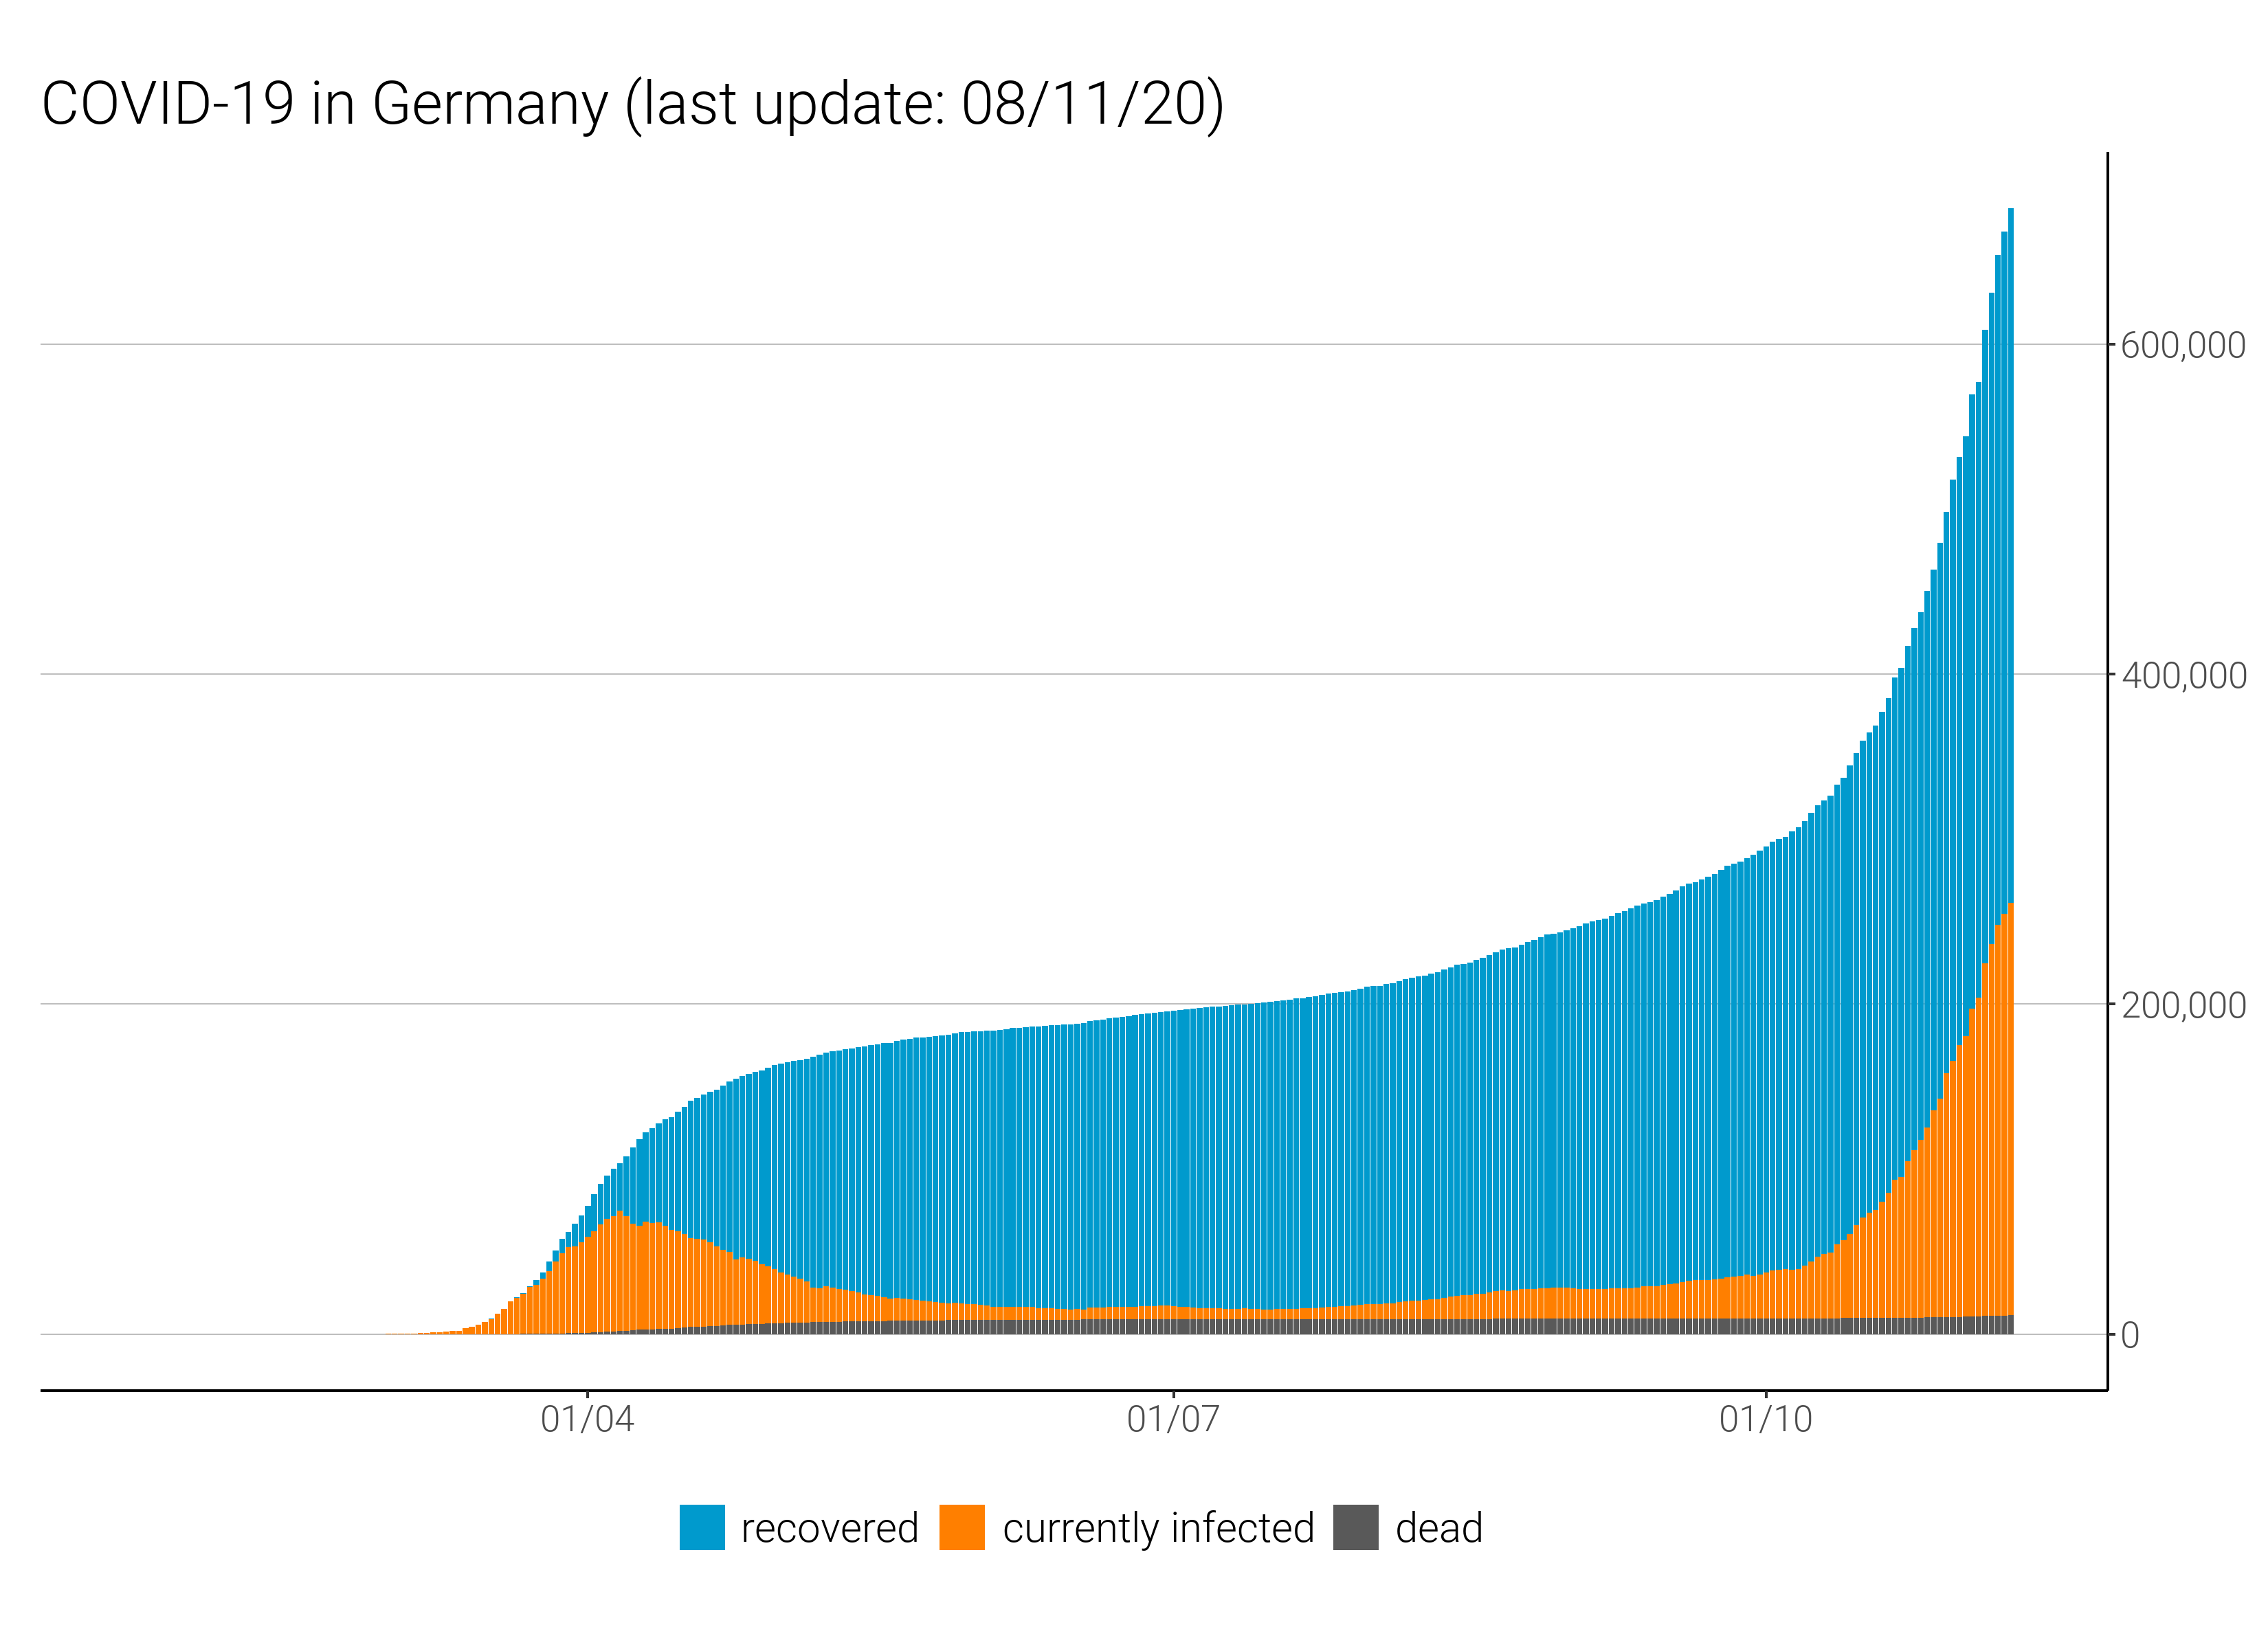 COVID-19 in Germany (last update: 08/11/20)
600,000
400,000
200,000
0
01/04 01/07 01/10
recovered currently infected dead